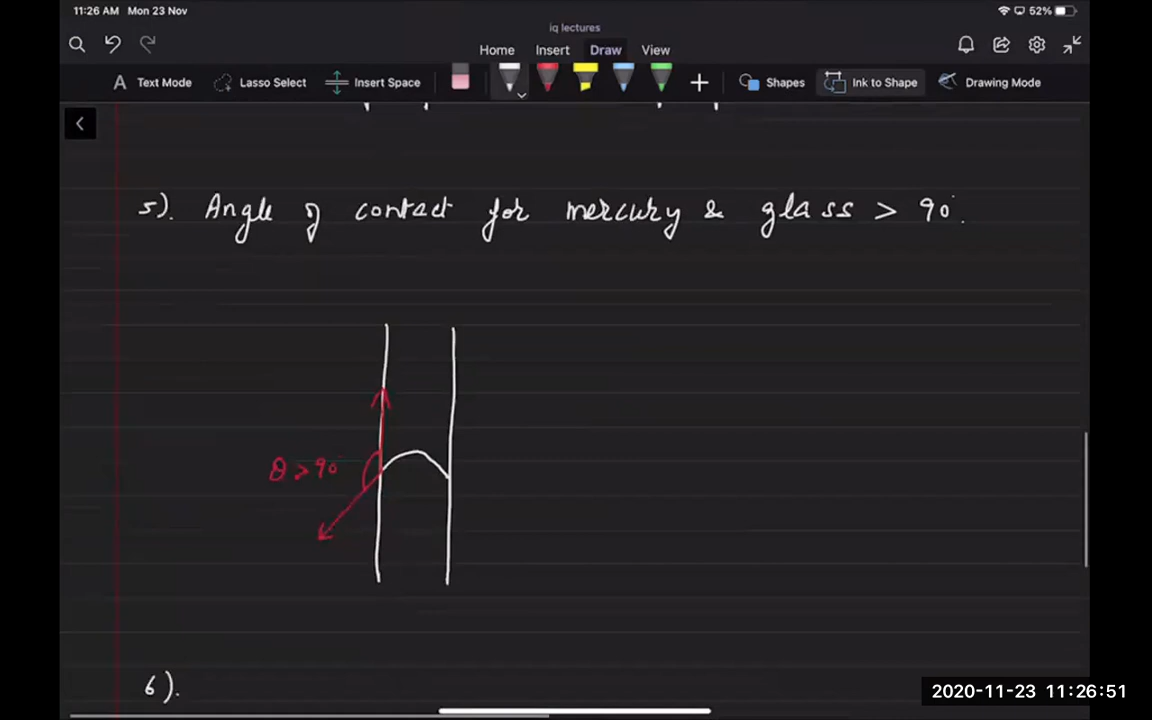 11:26 AM Mon 23 Nov
52%
iq lectures
Home Insert Draw View
Text Mode Lasso Select Insert Space Shapes Ink to Shape Drawing Mode
5). Angle of contact for mercury & glass > 90°.
θ > 90
6).
2020-11-23 11:26:51